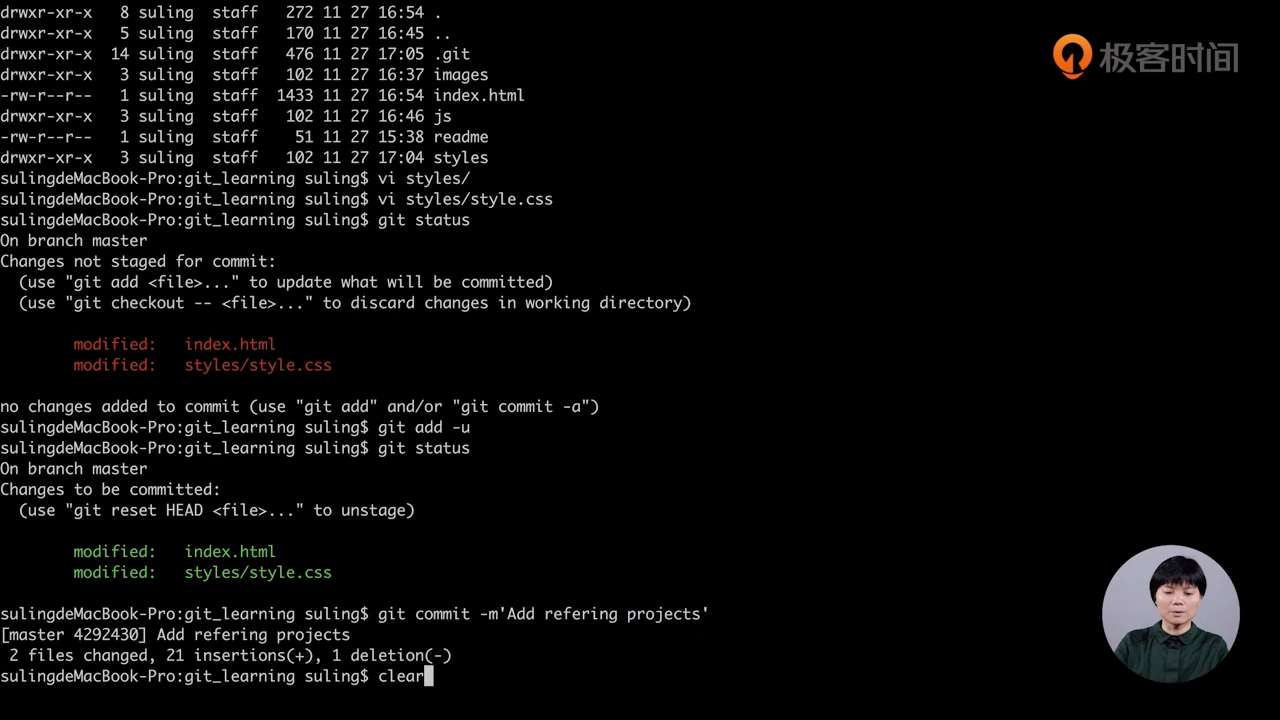 drwxr-xr-x   8 suling  staff   272 11 27 16:54 .
drwxr-xr-x   5 suling  staff   170 11 27 16:45 ..
drwxr-xr-x  14 suling  staff   476 11 27 17:05 .git
drwxr-xr-x   3 suling  staff   102 11 27 16:37 images
-rw-r--r--   1 suling  staff  1433 11 27 16:54 index.html
drwxr-xr-x   3 suling  staff   102 11 27 16:46 js
-rw-r--r--   1 suling  staff    51 11 27 15:38 readme
drwxr-xr-x   3 suling  staff   102 11 27 17:04 styles
sulingdeMacBook-Pro:git_learning suling$ vi styles/
sulingdeMacBook-Pro:git_learning suling$ vi styles/style.css
sulingdeMacBook-Pro:git_learning suling$ git status
On branch master
Changes not staged for commit:
  (use "git add <file>..." to update what will be committed)
  (use "git checkout -- <file>..." to discard changes in working directory)
        modified:   index.html
        modified:   styles/style.css
no changes added to commit (use "git add" and/or "git commit -a")
sulingdeMacBook-Pro:git_learning suling$ git add -u
sulingdeMacBook-Pro:git_learning suling$ git status
On branch master
Changes to be committed:
  (use "git reset HEAD <file>..." to unstage)
        modified:   index.html
        modified:   styles/style.css
sulingdeMacBook-Pro:git_learning suling$ git commit -m'Add refering projects'
[master 4292430] Add refering projects
 2 files changed, 21 insertions(+), 1 deletion(-)
sulingdeMacBook-Pro:git_learning suling$ clear
极客时间